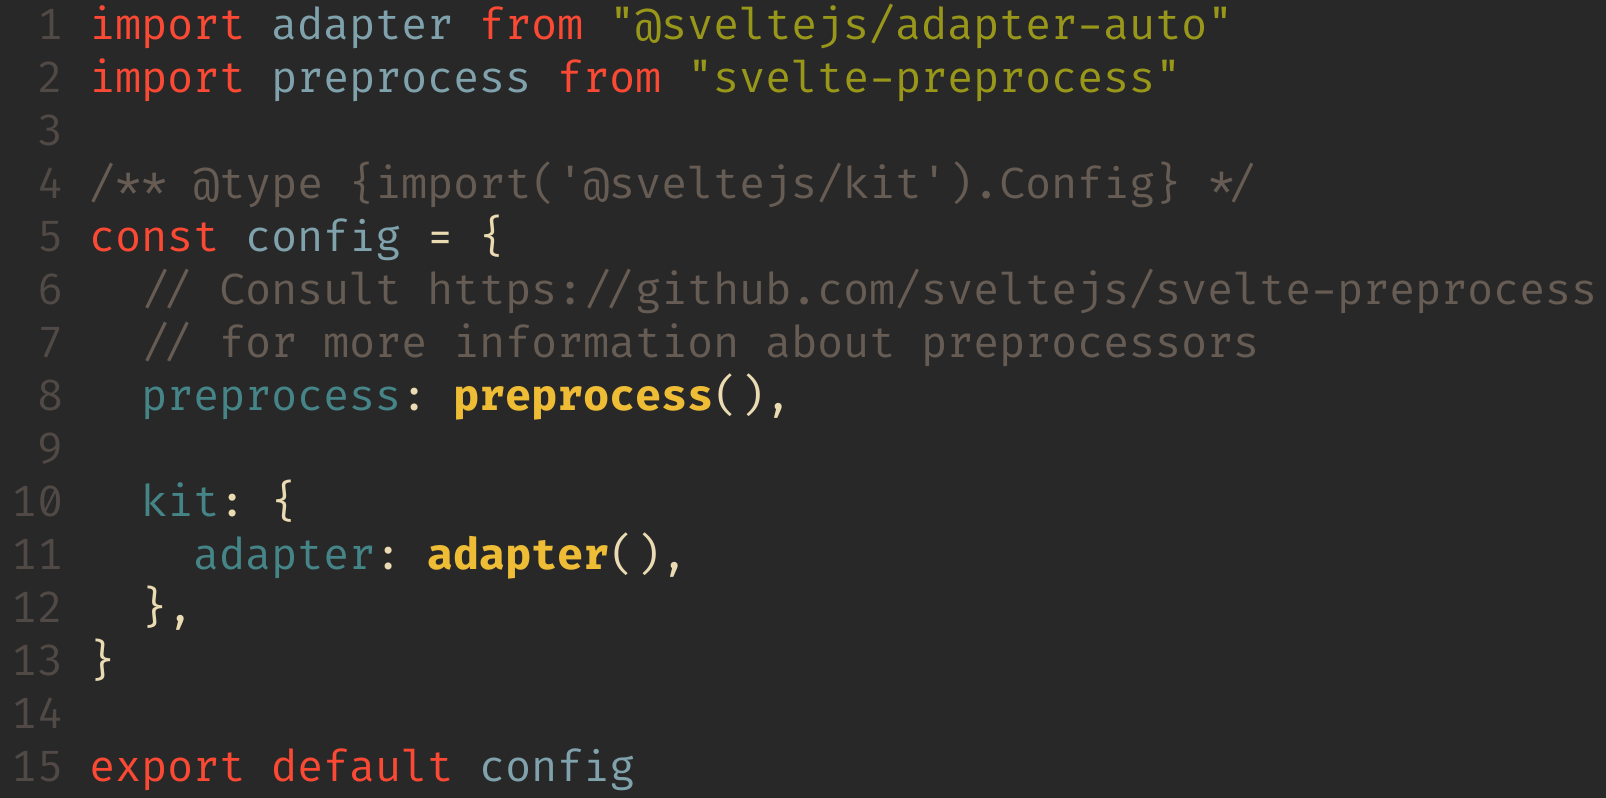 1 import adapter from "@sveltejs/adapter-auto"
2 import preprocess from "svelte-preprocess"
3
4 /** @type {import('@sveltejs/kit').Config} */
5 const config = {
6   // Consult https://github.com/sveltejs/svelte-preprocess
7   // for more information about preprocessors
8   preprocess: preprocess(),
9
10   kit: {
11     adapter: adapter(),
12   },
13 }
14
15 export default config